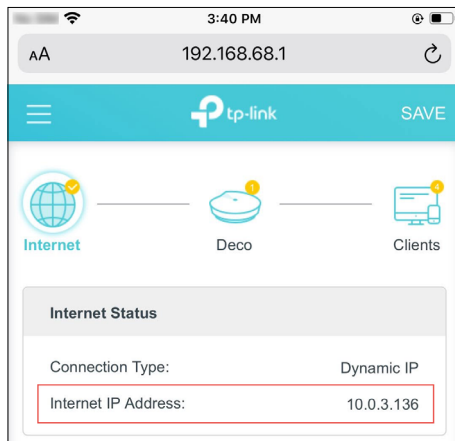 3:40 PM
AA 192.168.68.1
tp-link SAVE
1 4
Internet Deco Clients
Internet Status
Connection Type: Dynamic IP
Internet IP Address: 10.0.3.136